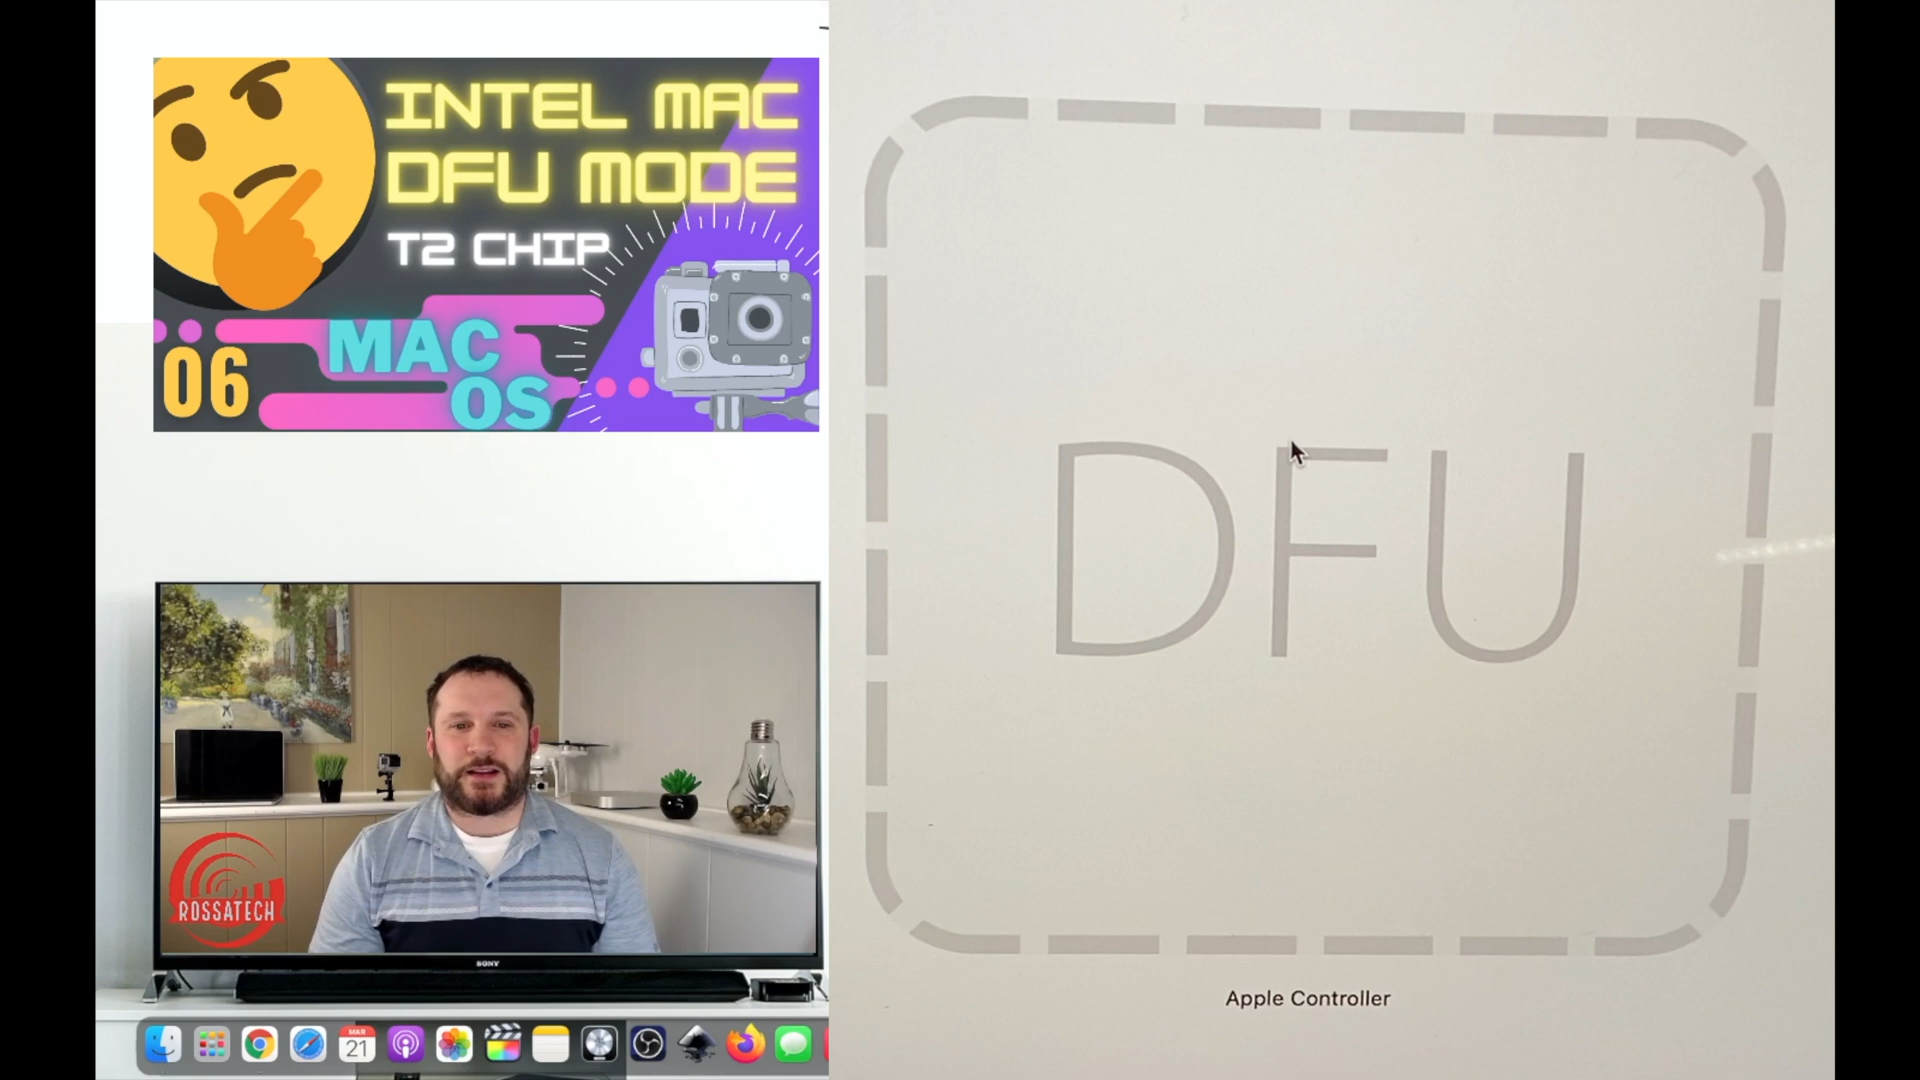 INTEL MAC
DFU MODE
T2 CHIP
MAC
OS
06
ROSSATECH
SONY
MAR
21
DFU
Apple Controller